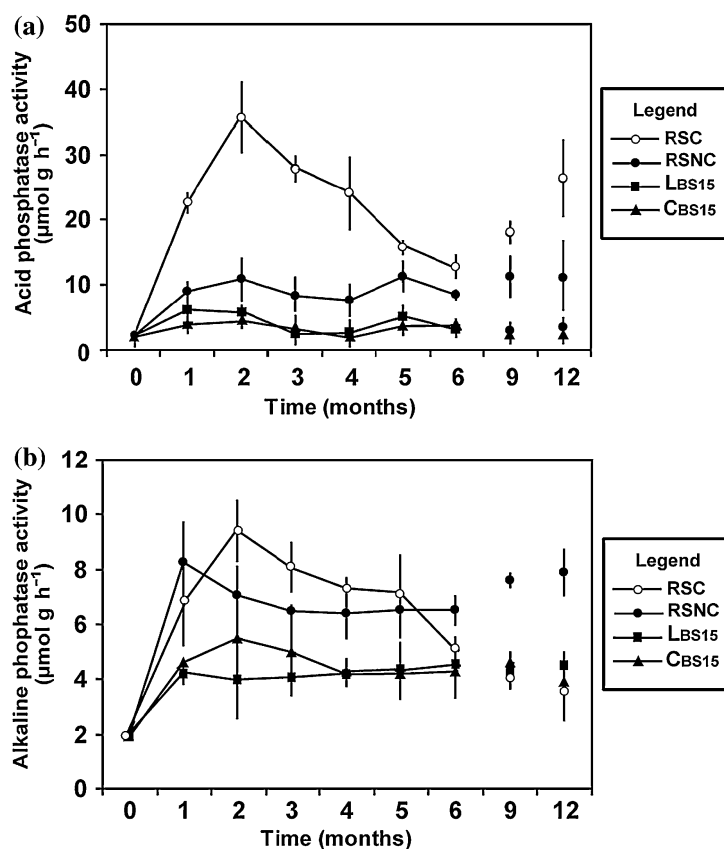 (a)
50
40
30
20
10
0
Acid phosphatase activity
(µmol g h⁻¹)
0 1 2 3 4 5 6 9 12
Time (months)
Legend
RSC
RSNC
LBS15
CBS15
(b)
12
10
8
6
4
2
0
Alkaline phophatase activity
(µmol g h⁻¹)
0 1 2 3 4 5 6 9 12
Time (months)
Legend
RSC
RSNC
LBS15
CBS15